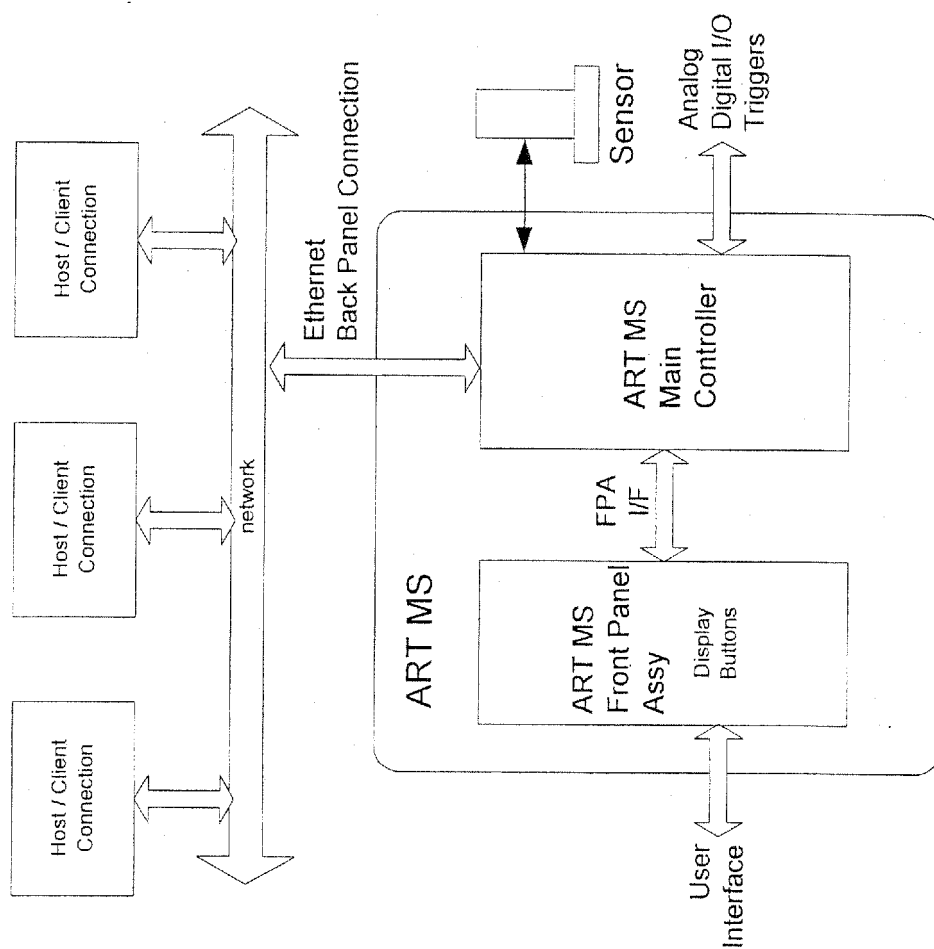 Host / Client
Connection
Host / Client
Connection
Host / Client
Connection
network
Ethernet
Back Panel Connection
ART MS
Sensor
ART MS
Front Panel
Assy
Display
Buttons
FPA
I/F
ART MS
Main
Controller
User
Interface
Analog
Digital I/O
Triggers